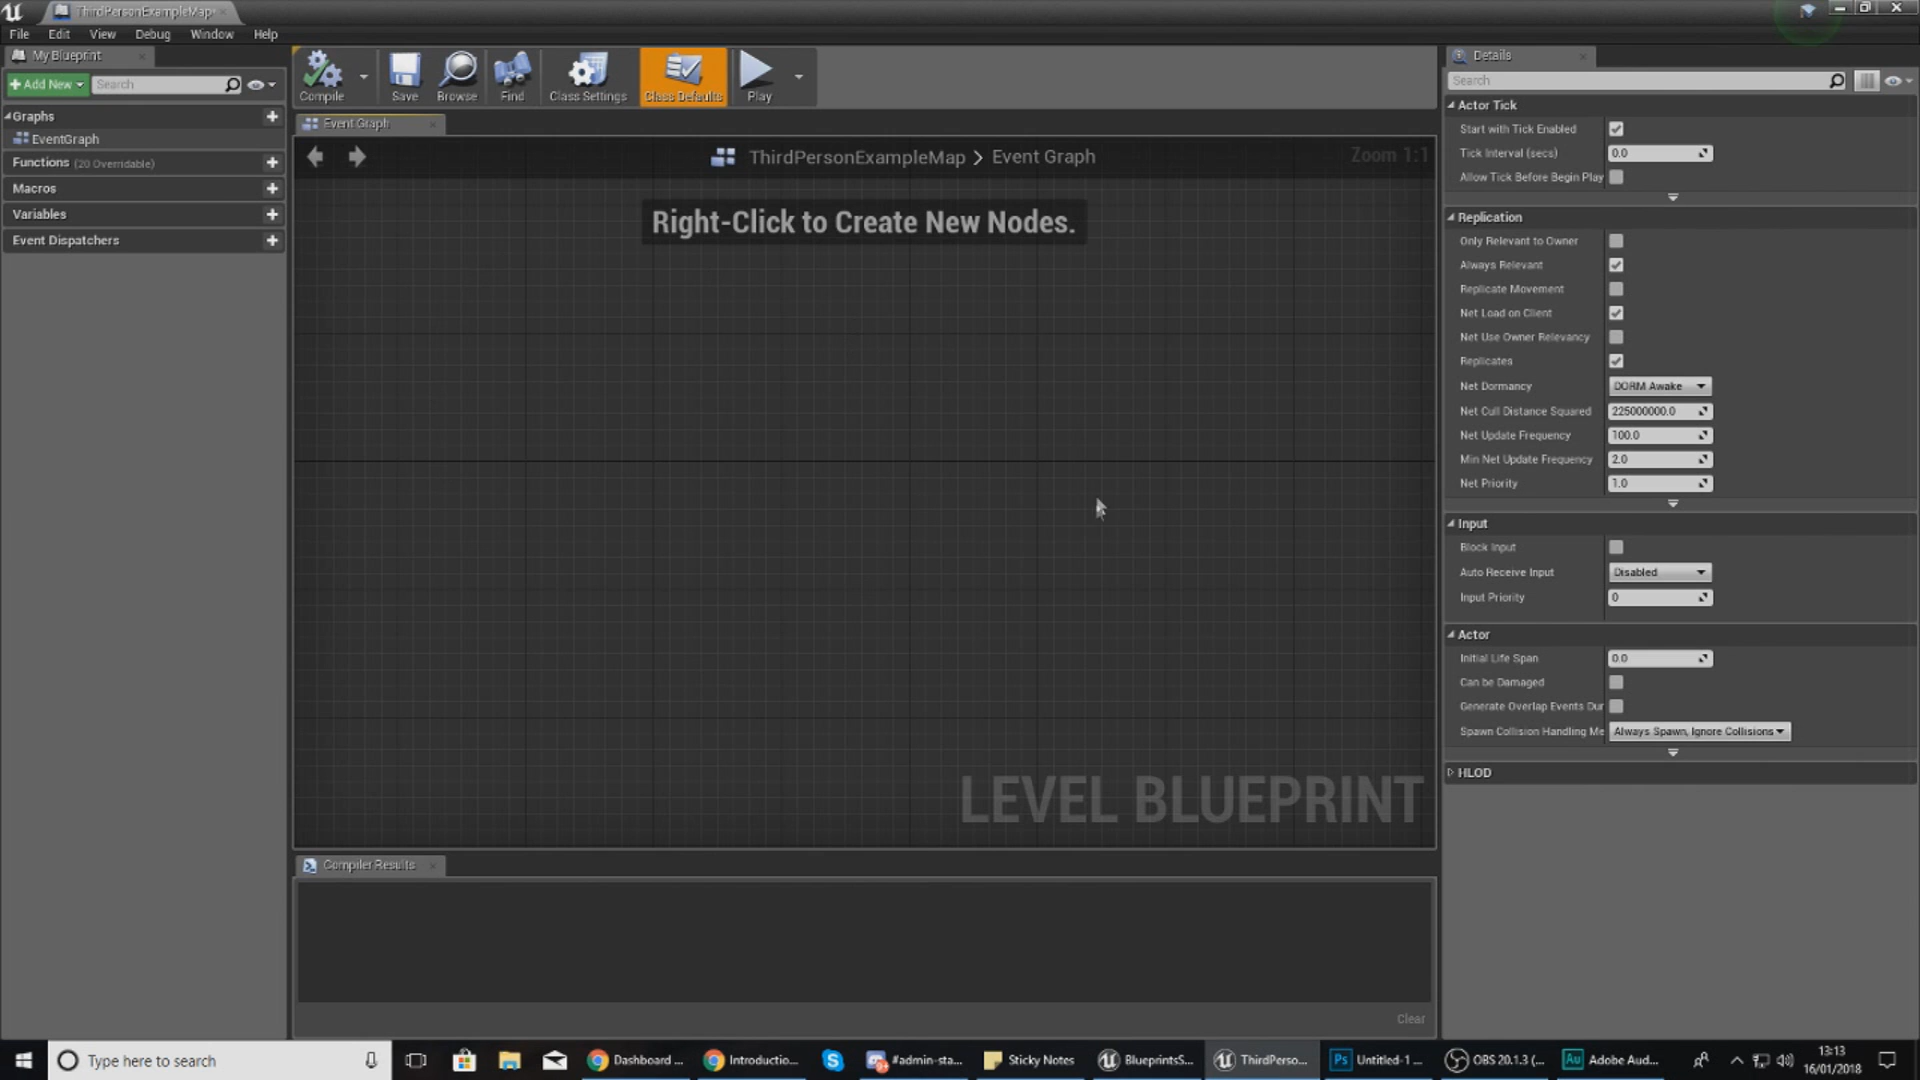 ThirdPersonExampleMap*
File Edit View Debug Window Help
My Blueprint
Add New Search
Graphs
EventGraph
Functions (20 Overridable)
Macros
Variables
Event Dispatchers
Compile Save Browse Find Class Settings Class Defaults Play
Event Graph
ThirdPersonExampleMap > Event Graph
Zoom 1:1
Right-Click to Create New Nodes.
LEVEL BLUEPRINT
Compiler Results
Clear
Details
Search
Actor Tick
Start with Tick Enabled
Tick Interval (secs) 0.0
Allow Tick Before Begin Play
Replication
Only Relevant to Owner
Always Relevant
Replicate Movement
Net Load on Client
Net Use Owner Relevancy
Replicates
Net Dormancy DORM Awake
Net Cull Distance Squared 225000000.0
Net Update Frequency 100.0
Min Net Update Frequency 2.0
Net Priority 1.0
Input
Block Input
Auto Receive Input Disabled
Input Priority 0
Actor
Initial Life Span 0.0
Can be Damaged
Generate Overlap Events Dur
Spawn Collision Handling Me Always Spawn, Ignore Collisions
HLOD
Type here to search
Dashboard ...
Introductio...
#admin-sta...
Sticky Notes
BlueprintsS...
ThirdPerso...
Ps Untitled-1 ...
OBS 20.1.3 (...
Au Adobe Aud...
13:13
16/01/2018